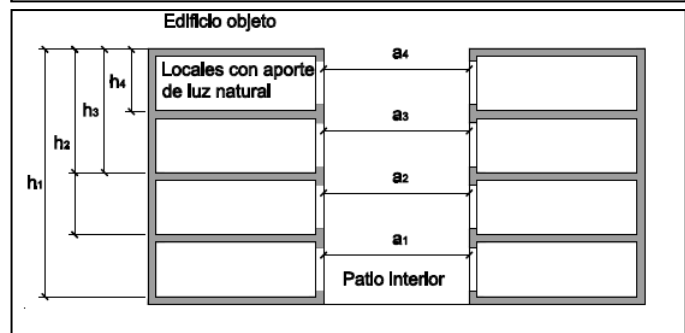 Edificio objeto
Locales con aporte
de luz natural
h4
h3
h2
h1
a4
a3
a2
a1
Patio interior